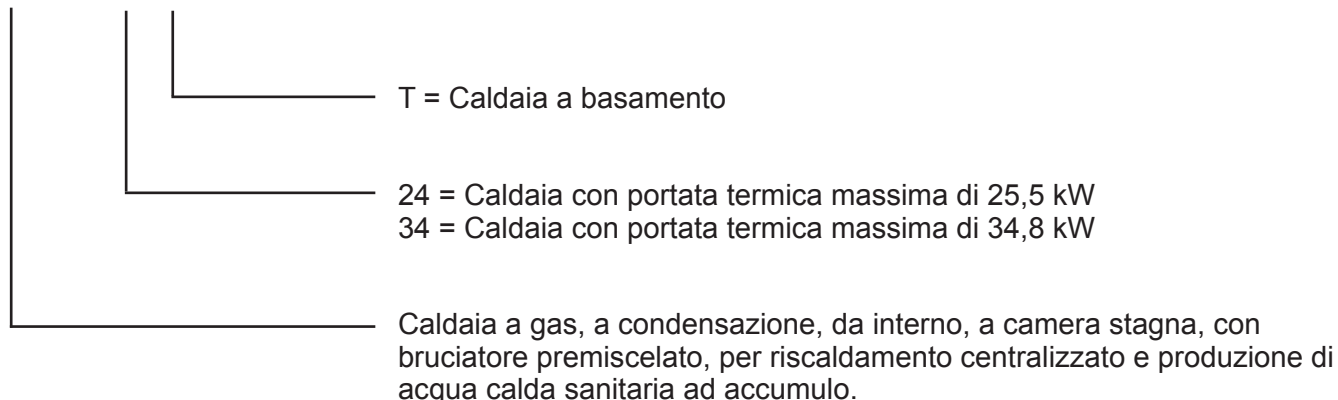 T = Caldaia a basamento
24 = Caldaia con portata termica massima di 25,5 kW
34 = Caldaia con portata termica massima di 34,8 kW
Caldaia a gas, a condensazione, da interno, a camera stagna, con
bruciatore premiscelato, per riscaldamento centralizzato e produzione di
acqua calda sanitaria ad accumulo.